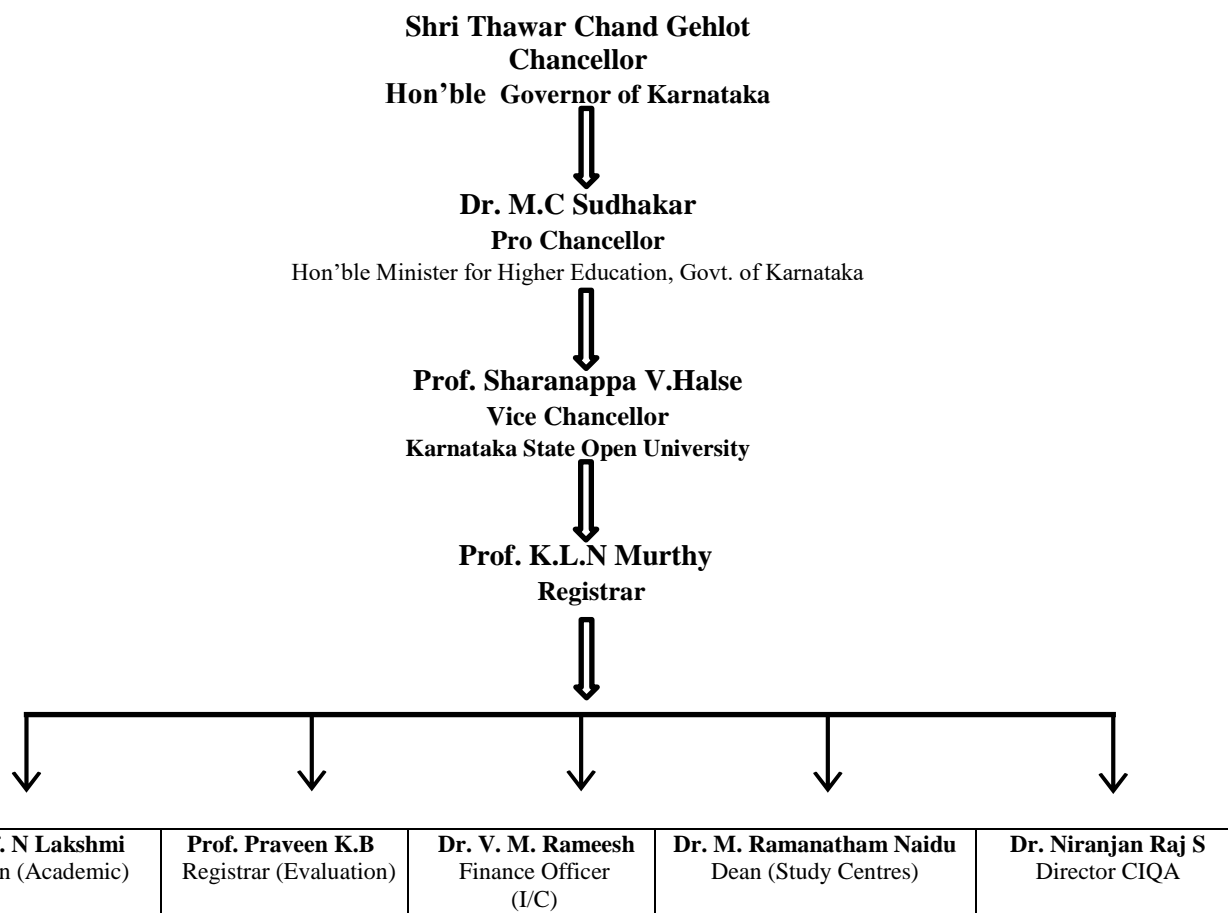 Shri Thawar Chand Gehlot
Chancellor
Hon’ble Governor of Karnataka
Dr. M.C Sudhakar
Pro Chancellor
Hon’ble Minister for Higher Education, Govt. of Karnataka
Prof. Sharanappa V.Halse
Vice Chancellor
Karnataka State Open University
Prof. K.L.N Murthy
Registrar
N Lakshmi
(Academic)
Prof. Praveen K.B
Registrar (Evaluation)
Dr. V. M. Rameesh
Finance Officer
(I/C)
Dr. M. Ramanatham Naidu
Dean (Study Centres)
Dr. Niranjan Raj S
Director CIQA